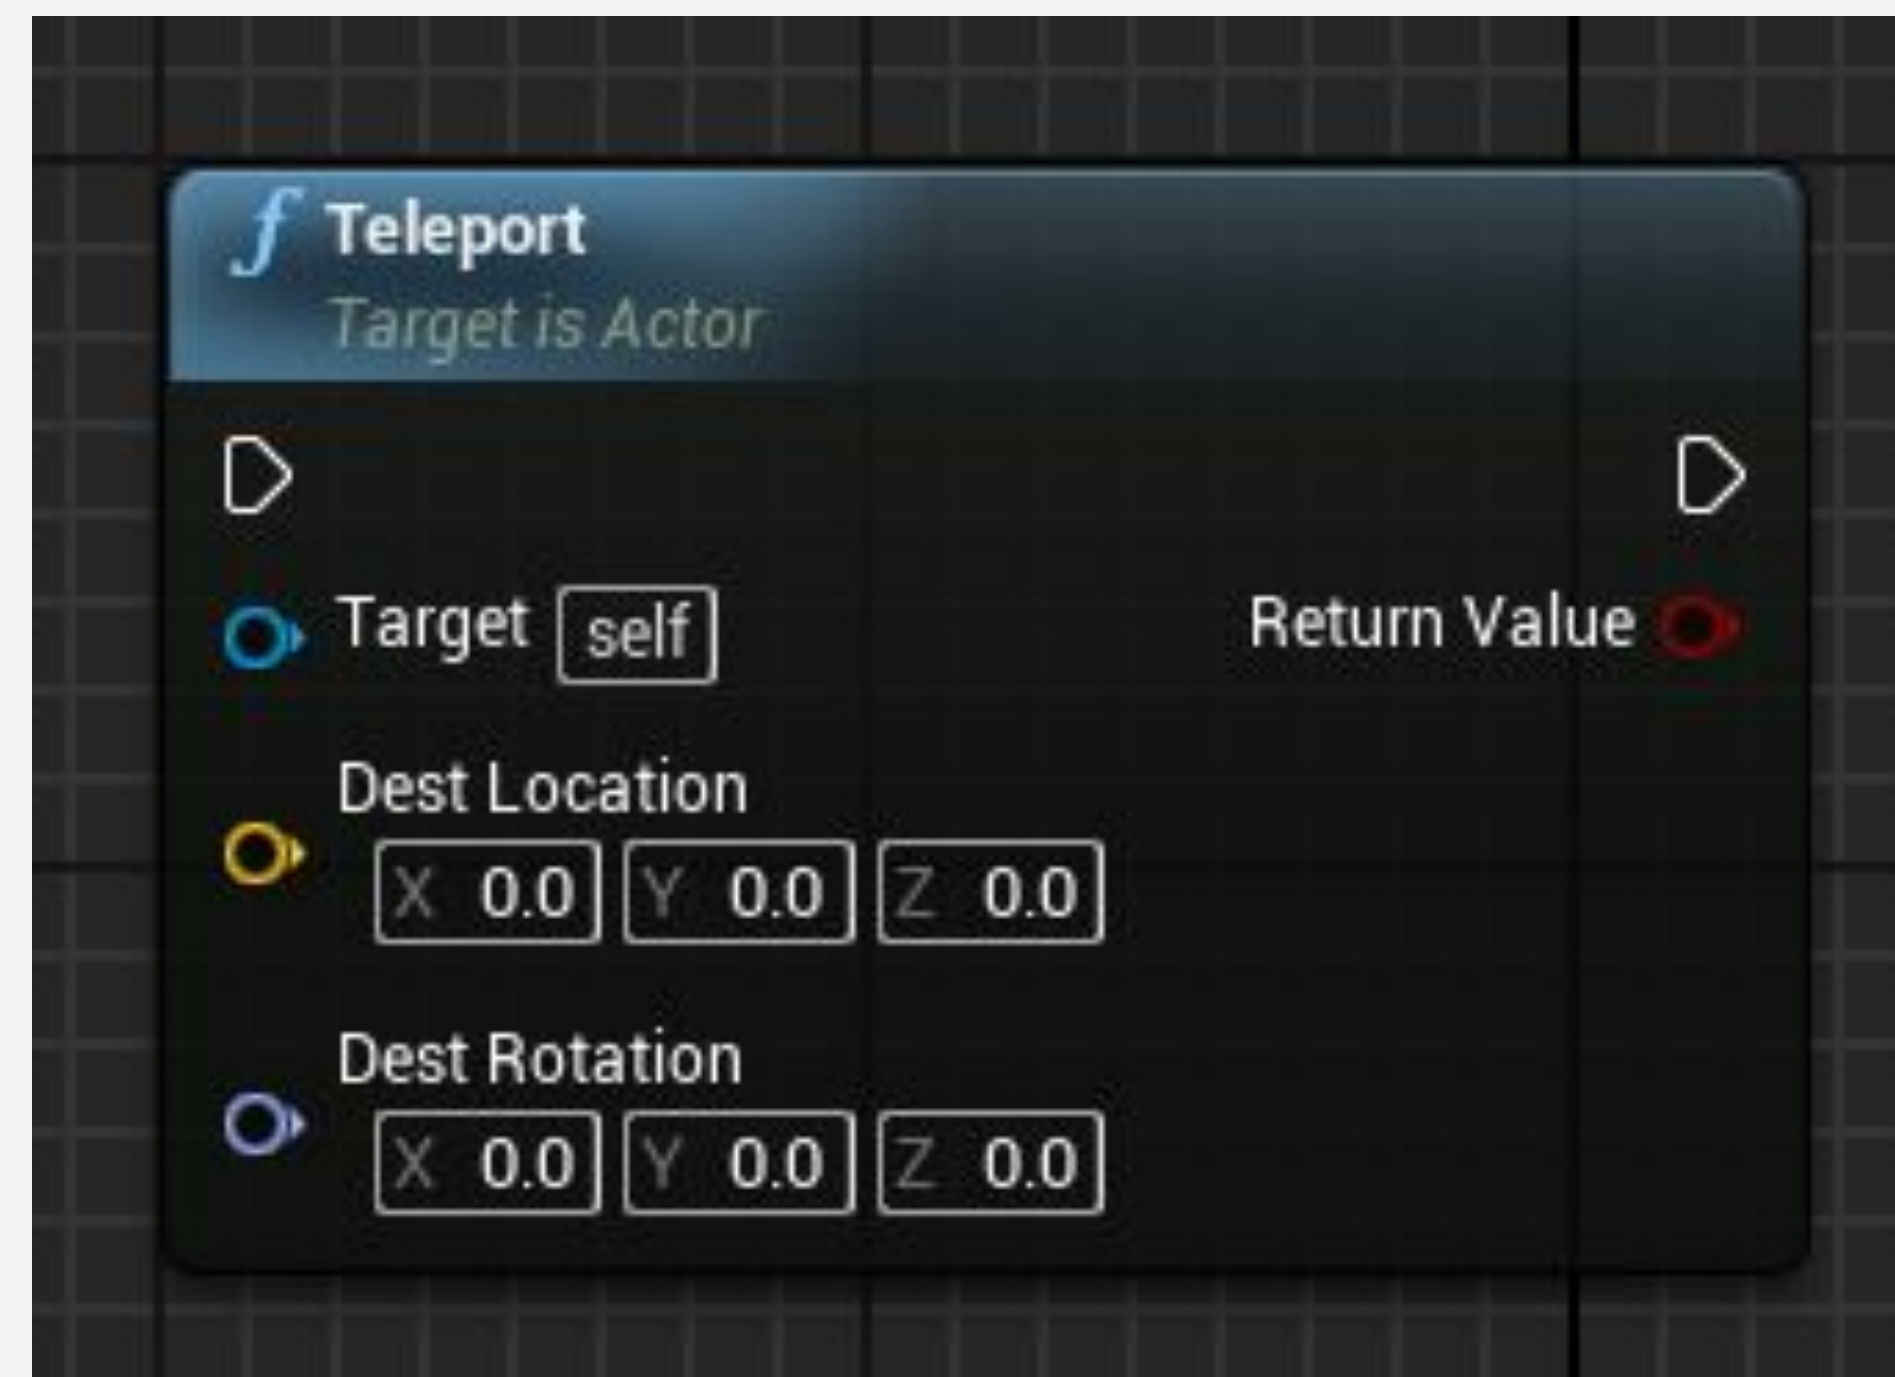 f Teleport
Target is Actor
Target self
Return Value
Dest Location
X 0.0 Y 0.0 Z 0.0
Dest Rotation
X 0.0 Y 0.0 Z 0.0